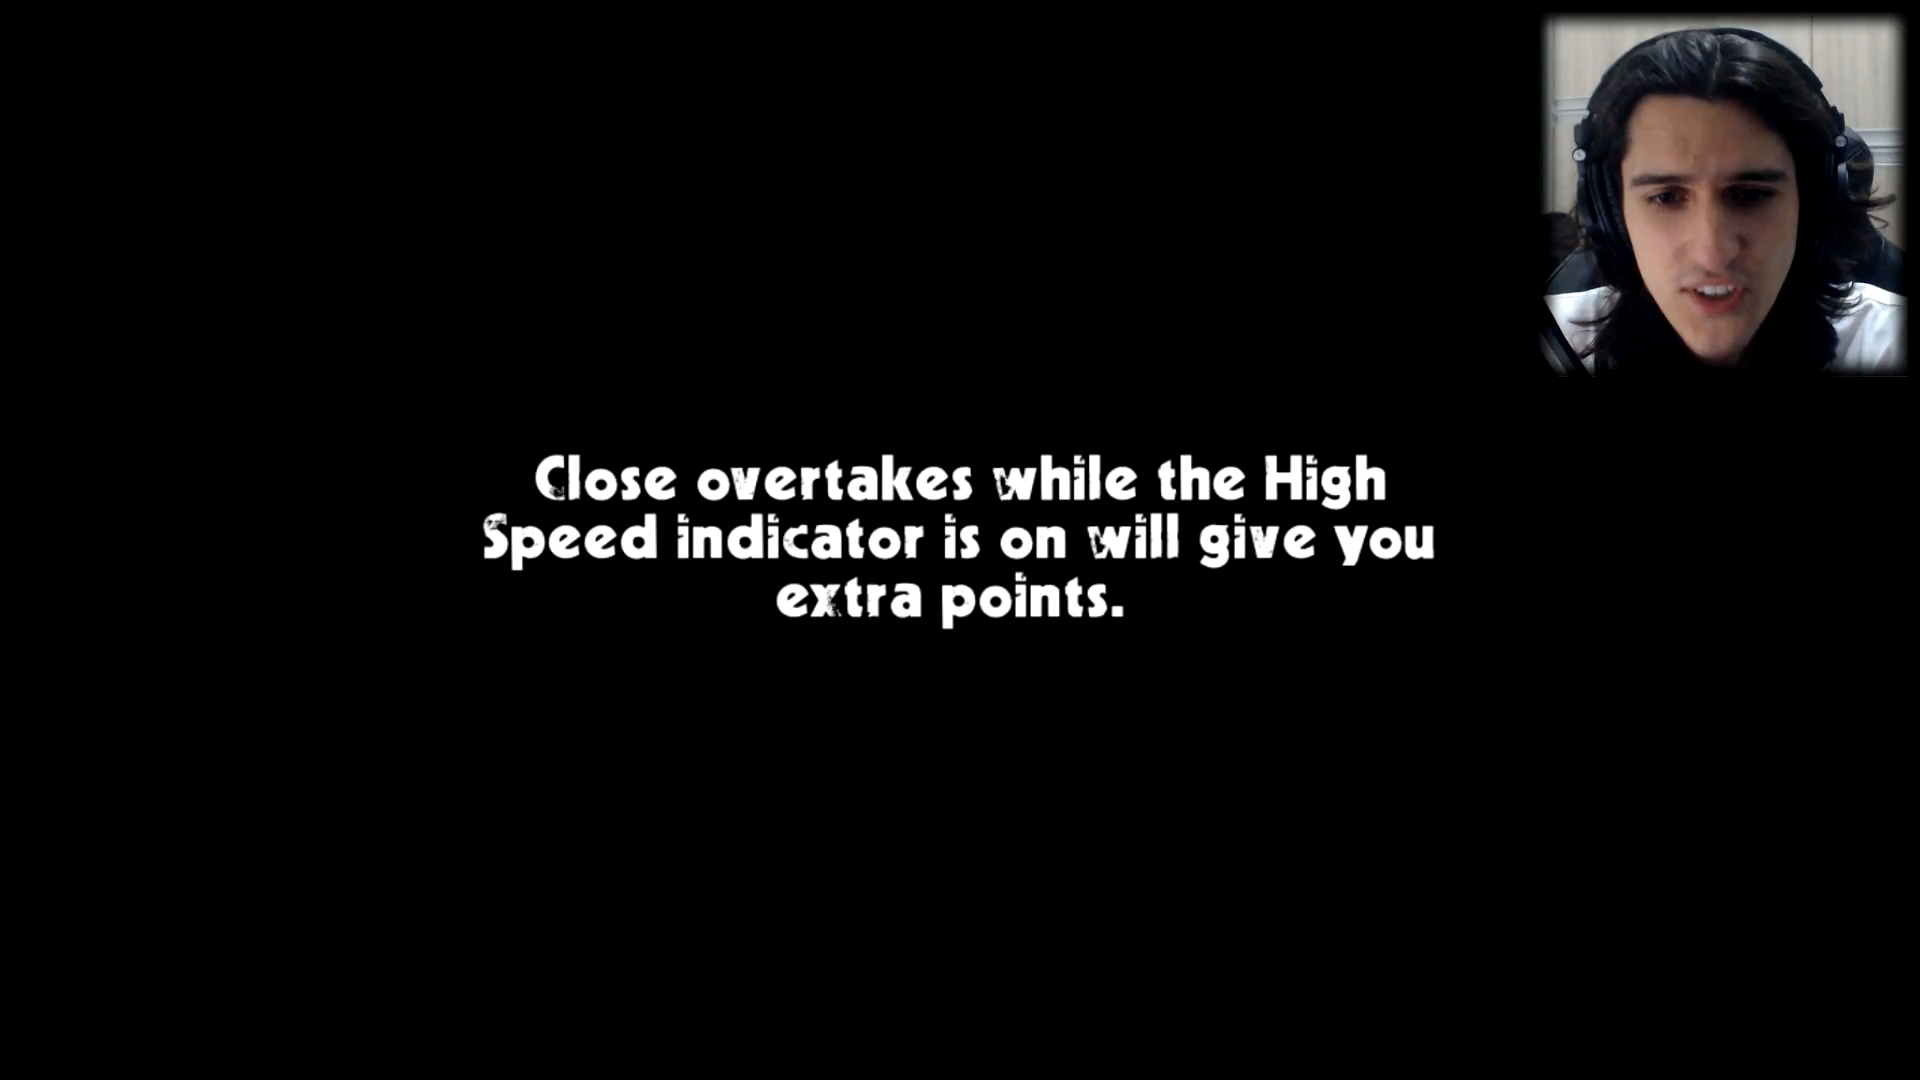 Close overtakes while the High
Speed indicator is on will give you
extra points.